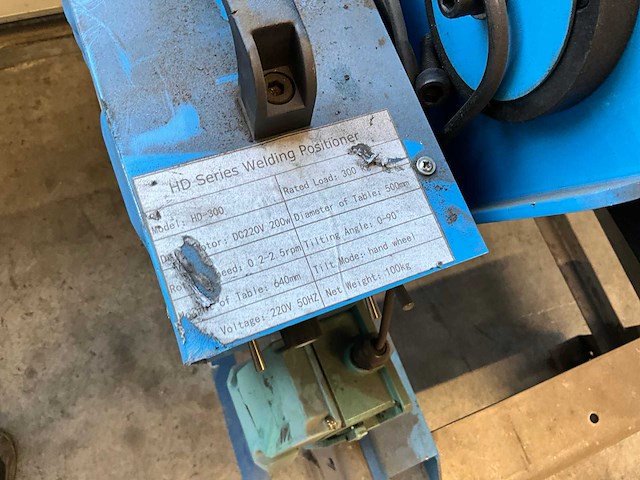 HD Series Welding Positioner
Model: HD-300 Rated Load: 300
Motor: DC220V 200w Diameter of Table: 500mm
0.2-2.5rpm Tilting Angle: 0-90°
of Table: 640mm Tilt Mode: hand wheel
Voltage: 220V 50HZ Net Weight: 100kg